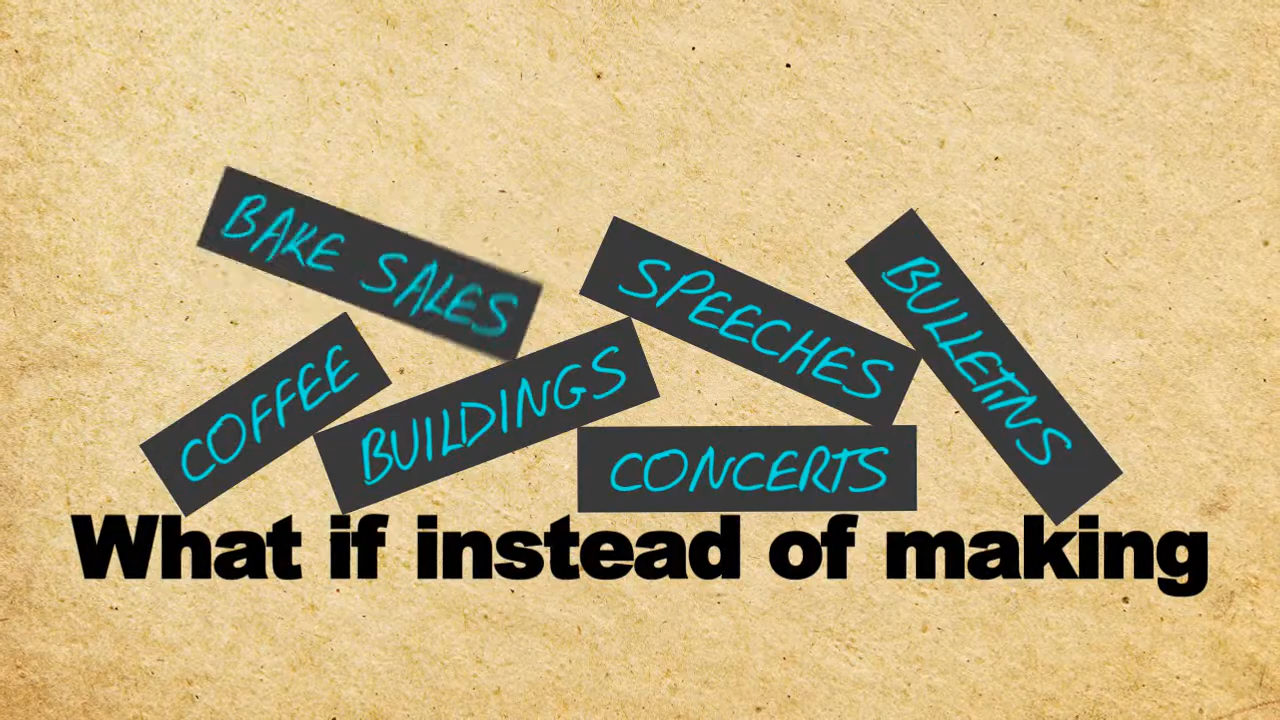 BAKE SALES
SPEECHES
BULLETINS
COFFEE
BUILDINGS
CONCERTS
What if instead of making